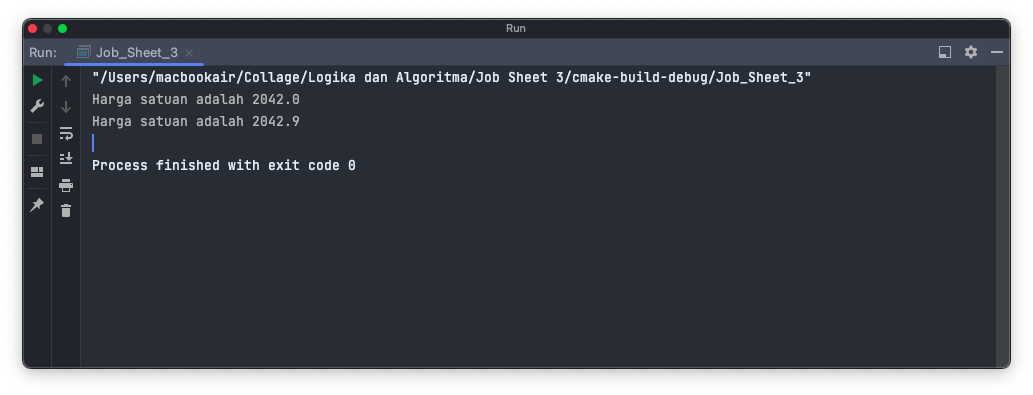 Run
Run:
Job_Sheet_3
"/Users/macbookair/Collage/Logika dan Algoritma/Job Sheet 3/cmake-build-debug/Job_Sheet_3"
Harga satuan adalah 2042.0
Harga satuan adalah 2042.9
Process finished with exit code 0